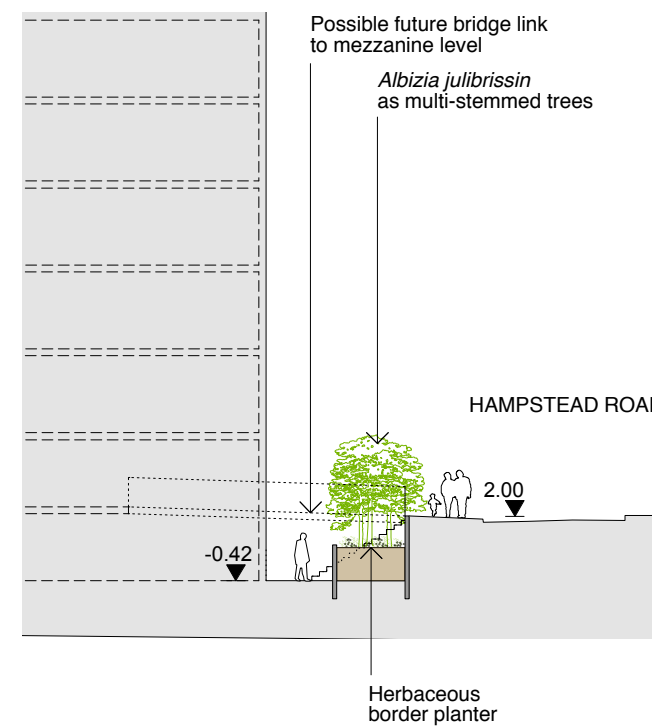 Possible future bridge link
to mezzanine level
Albizia julibrissin
as multi-stemmed trees
HAMPSTEAD ROAD
2.00
-0.42
Herbaceous
border planter